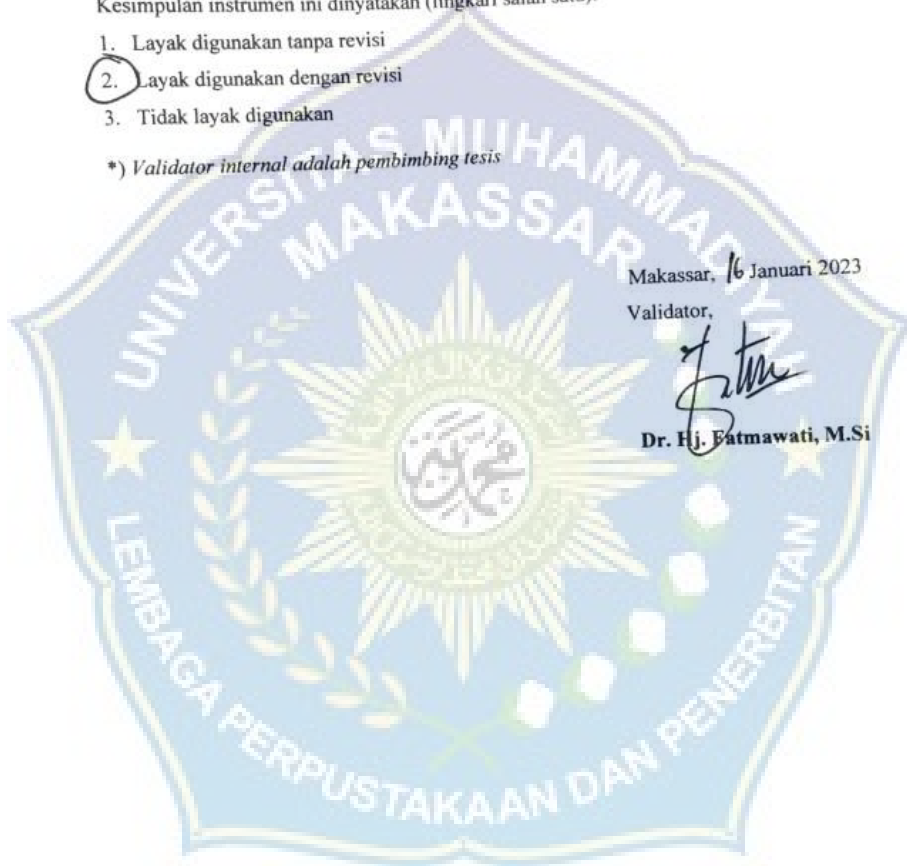 Kesimpulan instrumen ini dinyatakan (lingkari salah satu):
1. Layak digunakan tanpa revisi
2. Layak digunakan dengan revisi
3. Tidak layak digunakan
*) Validator internal adalah pembimbing tesis
UNIVERSITAS MUHAMMADIYAH
MAKASSAR
Makassar, 16 Januari 2023
Validator,
Dr. Hj. Fatmawati, M.Si
محمدية
LEMBAGA PERPUSTAKAAN DAN PENERBITAN